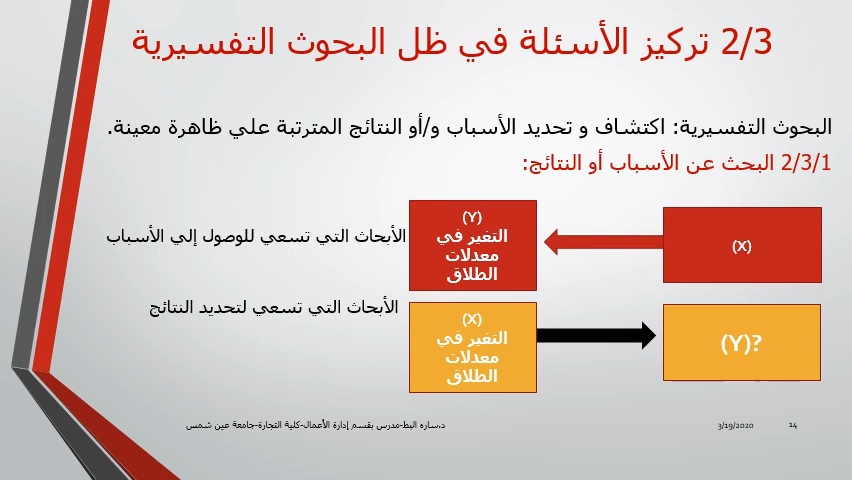 2/3 تركيز الأسئلة في ظل البحوث التفسيرية
البحوث التفسيرية: اكتشاف و تحديد الأسباب و/أو النتائج المترتبة علي ظاهرة معينة.
2/3/1 البحث عن الأسباب أو النتائج:
(X)
(Y)
التغير في
معدلات
الطلاق
الأبحاث التي تسعي للوصول إلي الأسباب
(Y)?
(X)
التغير في
معدلات
الطلاق
الأبحاث التي تسعي لتحديد النتائج
14
3/19/2020
د.ساره البط-مدرس بقسم إدارة الأعمال-كلية التجارة-جامعة عين شمس